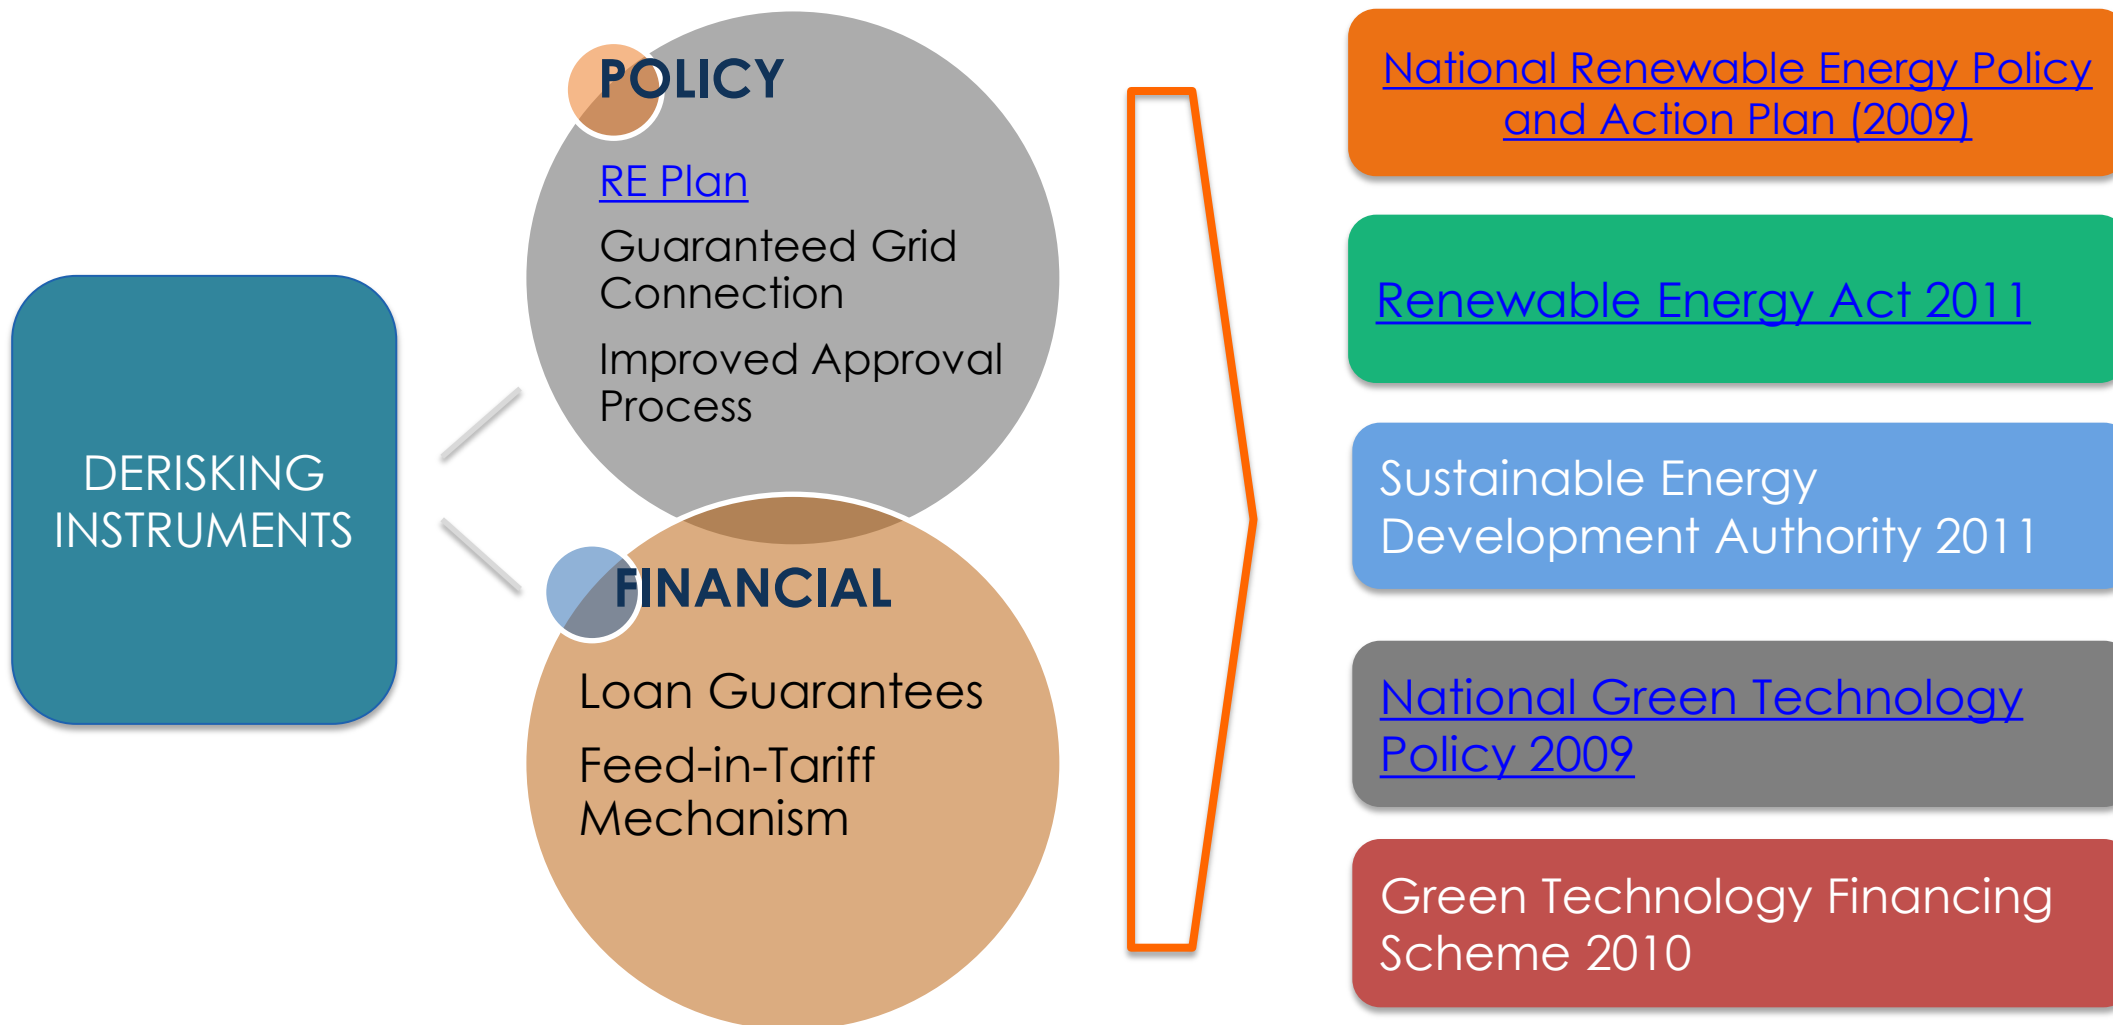 DERISKING
INSTRUMENTS
POLICY
RE Plan
Guaranteed Grid
Connection
Improved Approval
Process
FINANCIAL
Loan Guarantees
Feed-in-Tariff
Mechanism
National Renewable Energy Policy
and Action Plan (2009)
Renewable Energy Act 2011
Sustainable Energy
Development Authority 2011
National Green Technology
Policy 2009
Green Technology Financing
Scheme 2010